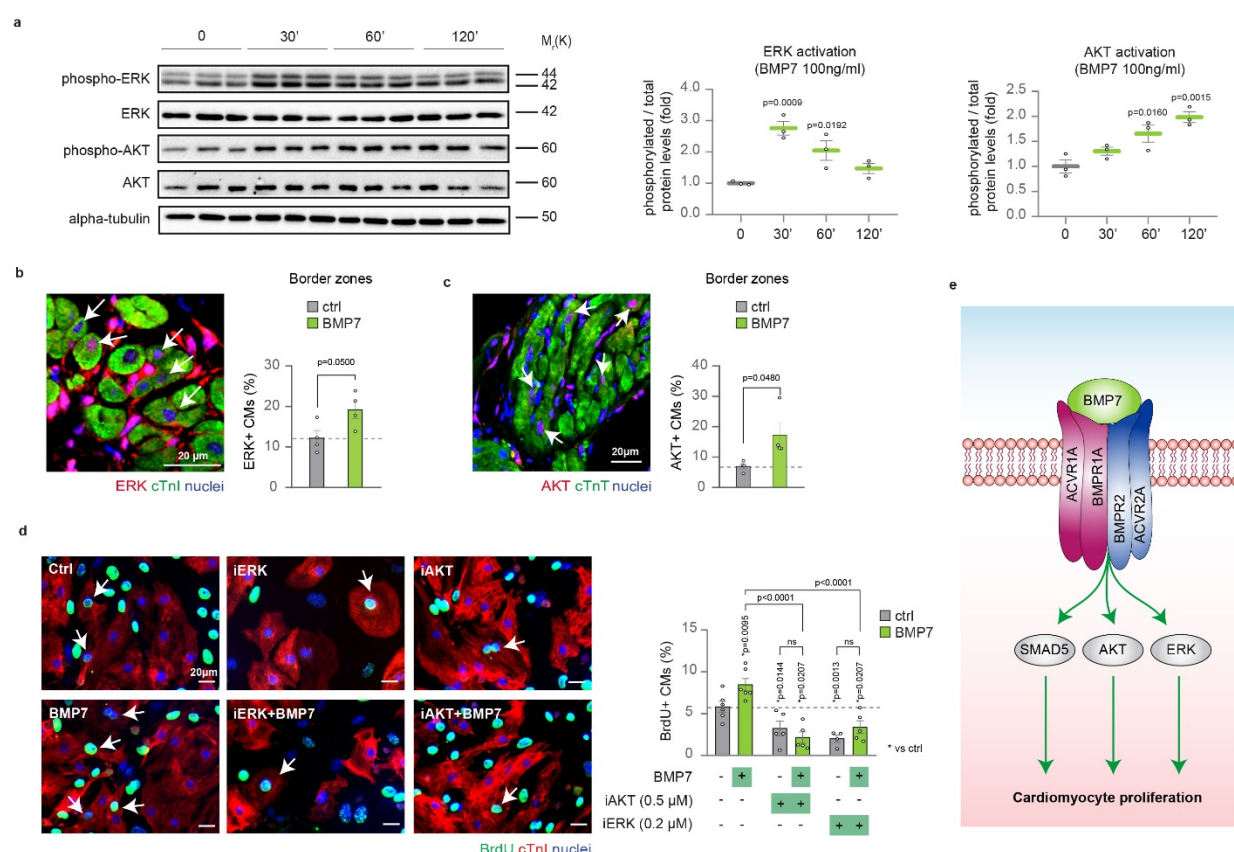 a
0 30' 60' 120' Mr(K)
phospho-ERK 44
42
ERK 42
phospho-AKT 60
AKT 60
alpha-tubulin 50
ERK activation
(BMP7 100ng/ml)
phosphorylated / total
protein levels (fold)
4.0
3.0
2.0
1.0
0
p=0.0009
p=0.0192
0 30' 60' 120'
AKT activation
(BMP7 100ng/ml)
phosphorylated / total
protein levels (fold)
2.5
2.0
1.5
1.0
0.5
0
p=0.0160
p=0.0015
0 30' 60' 120'
b
20 µm
ERK cTnI nuclei
Border zones
ctrl
BMP7
p=0.0500
ERK+ CMs (%)
30
20
10
0
c
20µm
AKT cTnT nuclei
Border zones
ctrl
BMP7
p=0.0480
AKT+ CMs (%)
40
30
20
10
0
d
Ctrl
20µm
iERK
iAKT
BMP7
iERK+BMP7
iAKT+BMP7
BrdU cTnI nuclei
p<0.0001
p<0.0001
ctrl
BMP7
ns
ns
BrdU+ CMs (%)
15
10
5
0
*p=0.0095
*p=0.0144
*p=0.0207
*p=0.0013
*p=0.0207
* vs ctrl
BMP7 - + - + - +
iAKT (0.5 µM) - - + + - -
iERK (0.2 µM) - - - - + +
e
BMP7
ACVR1A
BMPR1A
BMPR2
ACVR2A
SMAD5
AKT
ERK
Cardiomyocyte proliferation